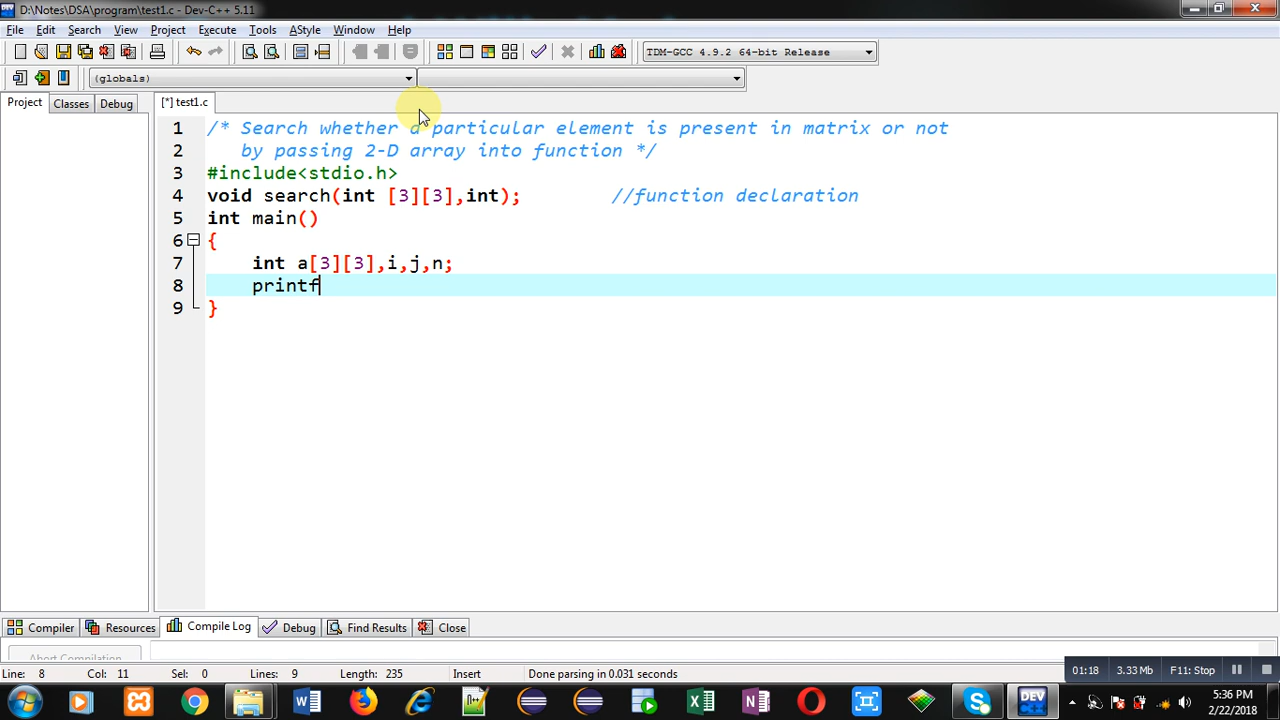 D:\Notes\DSA\program\test1.c - Dev-C++ 5.11
File Edit Search View Project Execute Tools AStyle Window Help
TDM-GCC 4.9.2 64-bit Release
(globals)
Project Classes Debug [*] test1.c
1 /* Search whether a particular element is present in matrix or not
2 by passing 2-D array into function */
3 #include<stdio.h>
4 void search(int [3][3],int); //function declaration
5 int main()
6 {
7 int a[3][3],i,j,n;
8 printf
9 }
Compiler Resources Compile Log Debug Find Results Close
Abort Compilation
Line: 8 Col: 11 Sel: 0 Lines: 9 Length: 235 Insert Done parsing in 0.031 seconds
01:18 3.33 Mb F11: Stop
DEV
5:36 PM
2/22/2018